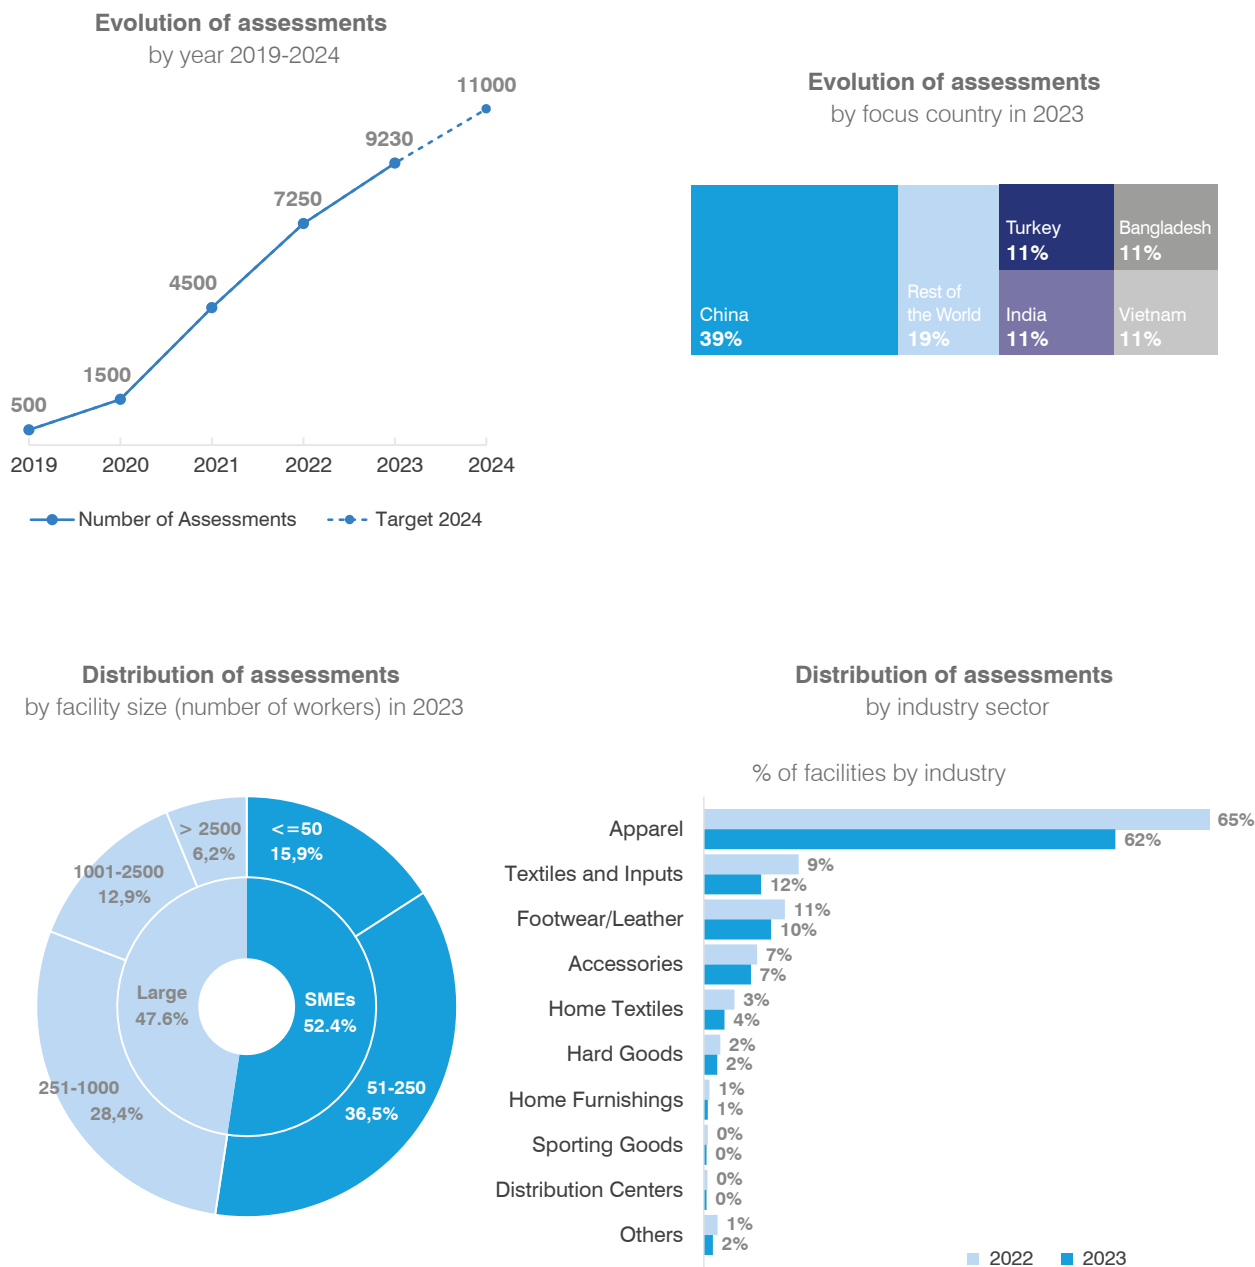 Evolution of assessments
by year 2019-2024
11000
9230
7250
4500
1500
500
2019 2020 2021 2022 2023 2024
Number of Assessments Target 2024
Evolution of assessments
by focus country in 2023
China
39%
Rest of
the World
19%
Turkey
11%
Bangladesh
11%
India
11%
Vietnam
11%
Distribution of assessments
by facility size (number of workers) in 2023
> 2500
6,2%
<=50
15,9%
1001-2500
12,9%
Large
47.6%
SMEs
52.4%
251-1000
28,4%
51-250
36,5%
Distribution of assessments
by industry sector
% of facilities by industry
Apparel 65%
62%
Textiles and Inputs 9%
12%
Footwear/Leather 11%
10%
Accessories 7%
7%
Home Textiles 3%
4%
Hard Goods 2%
2%
Home Furnishings 1%
1%
Sporting Goods 0%
0%
Distribution Centers 0%
0%
Others 1%
2%
2022 2023